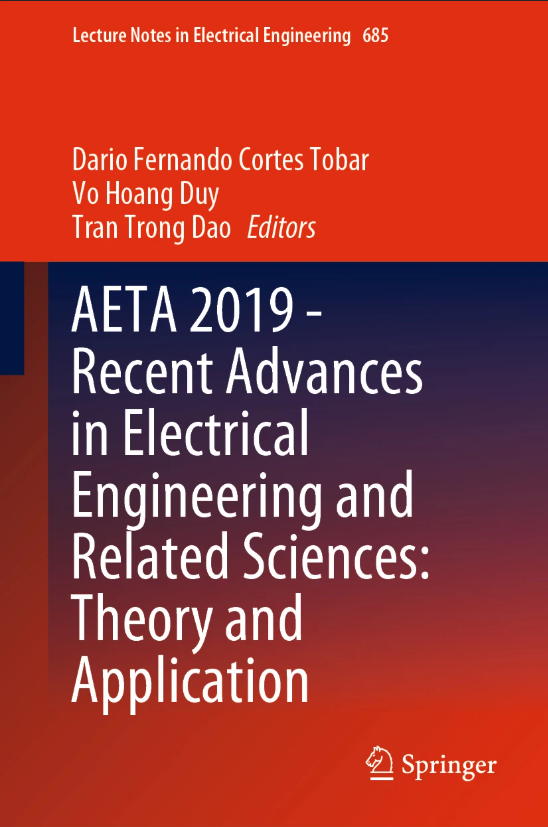 Lecture Notes in Electrical Engineering 685
Dario Fernando Cortes Tobar
Vo Hoang Duy
Tran Trong Dao Editors
AETA 2019 -
Recent Advances
in Electrical
Engineering and
Related Sciences:
Theory and
Application
Springer